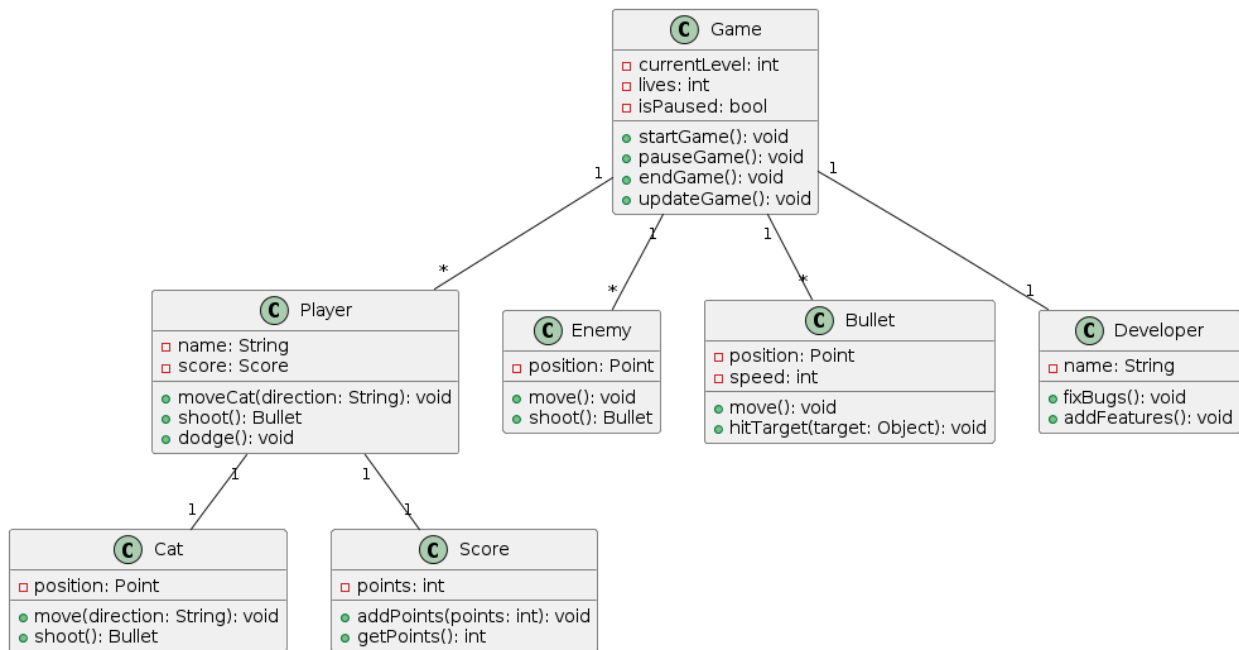 C Game
currentLevel: int
lives: int
isPaused: bool
startGame(): void
pauseGame(): void
endGame(): void
updateGame(): void
1
1
1
1
*
*
*
1
C Player
name: String
score: Score
moveCat(direction: String): void
shoot(): Bullet
dodge(): void
C Enemy
position: Point
move(): void
shoot(): Bullet
C Bullet
position: Point
speed: int
move(): void
hitTarget(target: Object): void
C Developer
name: String
fixBugs(): void
addFeatures(): void
1
1
1
1
C Cat
position: Point
move(direction: String): void
shoot(): Bullet
C Score
points: int
addPoints(points: int): void
getPoints(): int